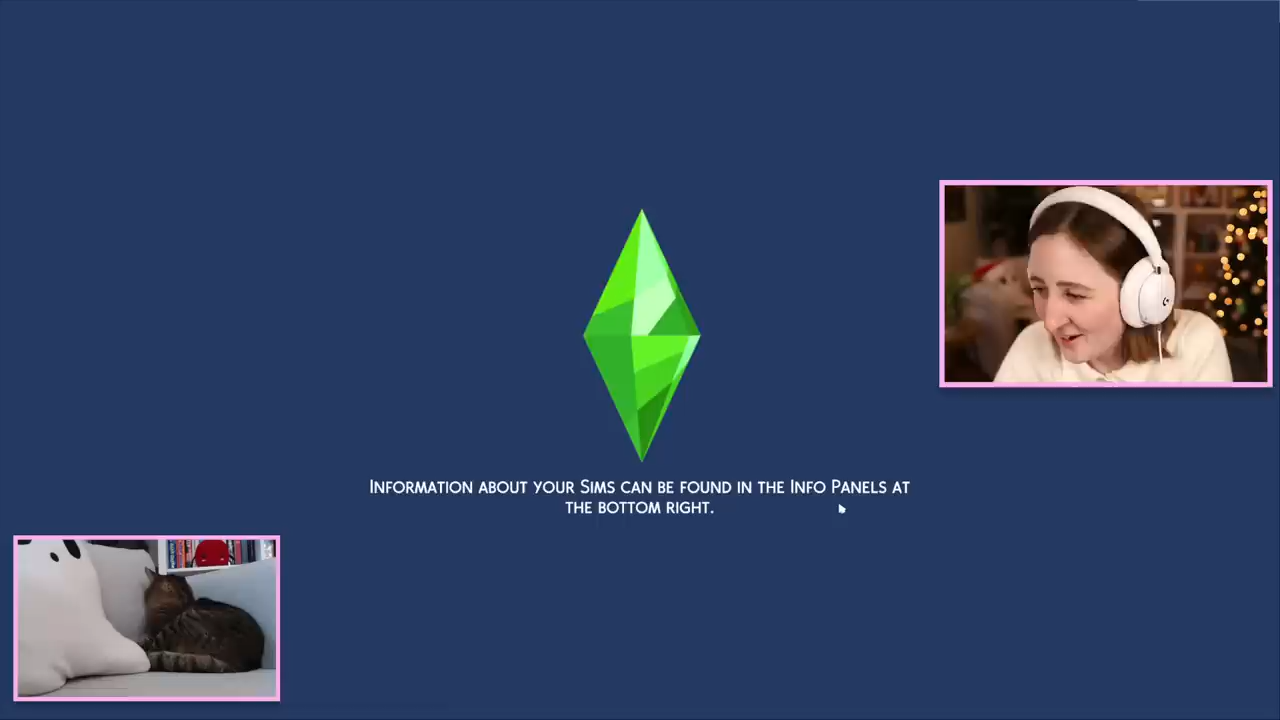 Information about your Sims can be found in the Info Panels at
the bottom right.